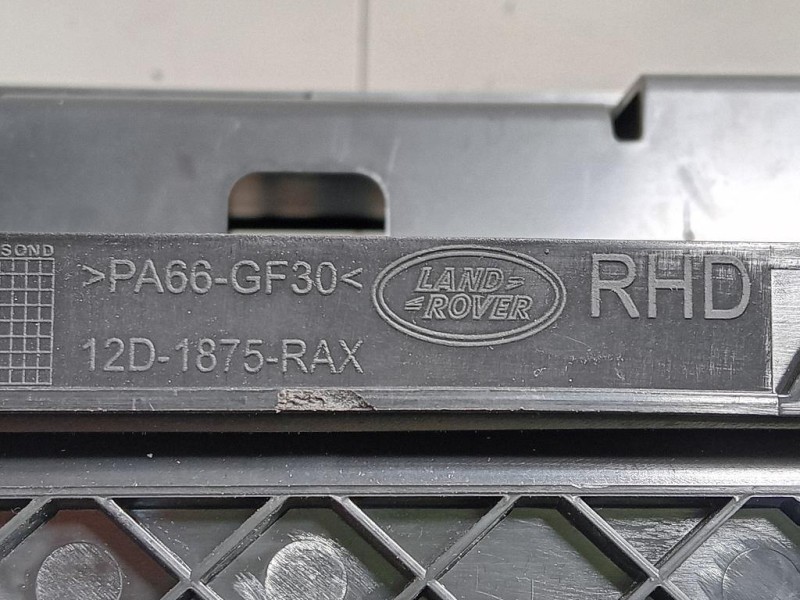 SOND
>PA66-GF30<
LAND
ROVER
RHD
12D-1875-RAX